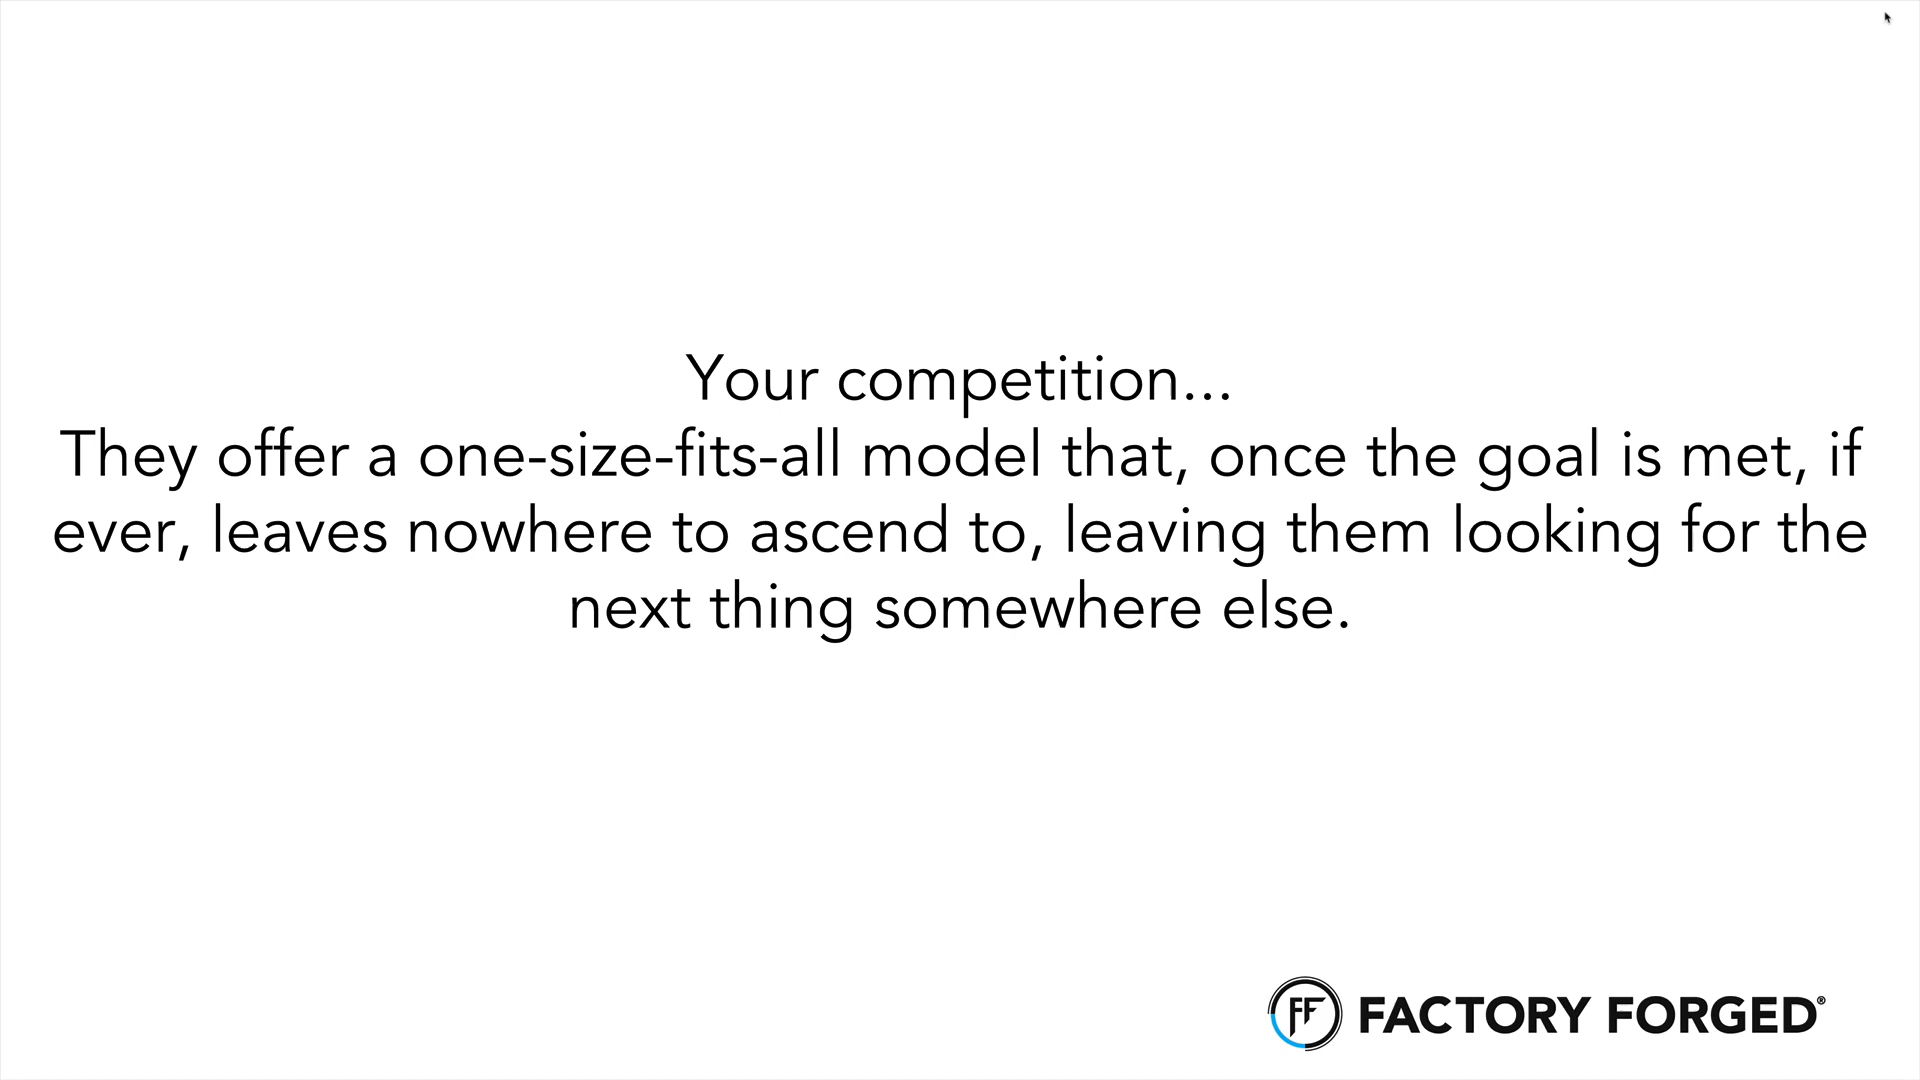 Your competition...
They offer a one-size-fits-all model that, once the goal is met, if
ever, leaves nowhere to ascend to, leaving them looking for the
next thing somewhere else.
FF FACTORY FORGED®